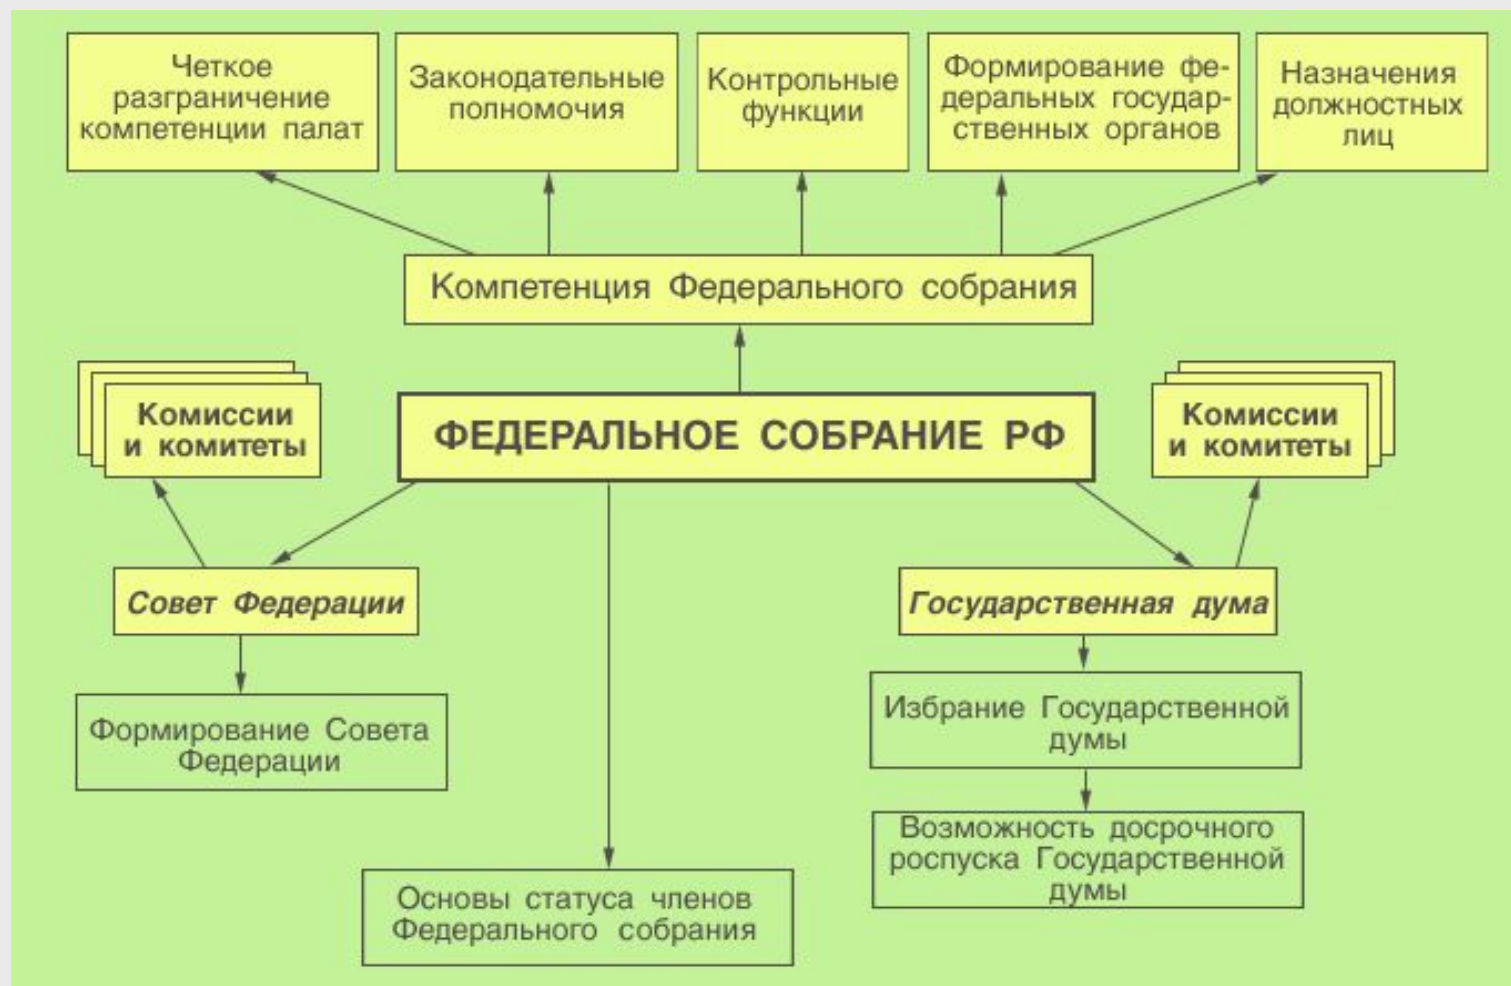 Четкое
разграничение
компетенции палат
Законодательные
полномочия
Контрольные
функции
Формирование фе-
деральных государ-
ственных органов
Назначения
должностных
лиц
Компетенция Федерального собрания
Комиссии
и комитеты
ФЕДЕРАЛЬНОЕ СОБРАНИЕ РФ
Комиссии
и комитеты
Совет Федерации
Государственная дума
Формирование Совета
Федерации
Избрание Государственной
думы
Возможность досрочного
роспуска Государственной
думы
Основы статуса членов
Федерального собрания